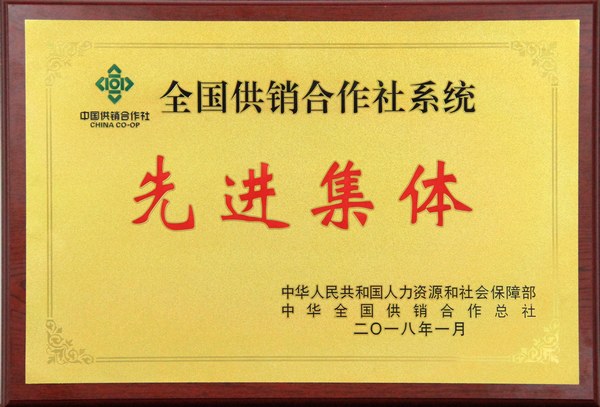 中国供销合作社
CHINA CO-OP
全国供销合作社系统
先进集体
中华人民共和国人力资源和社会保障部
中华全国供销合作总社
二〇一八年一月